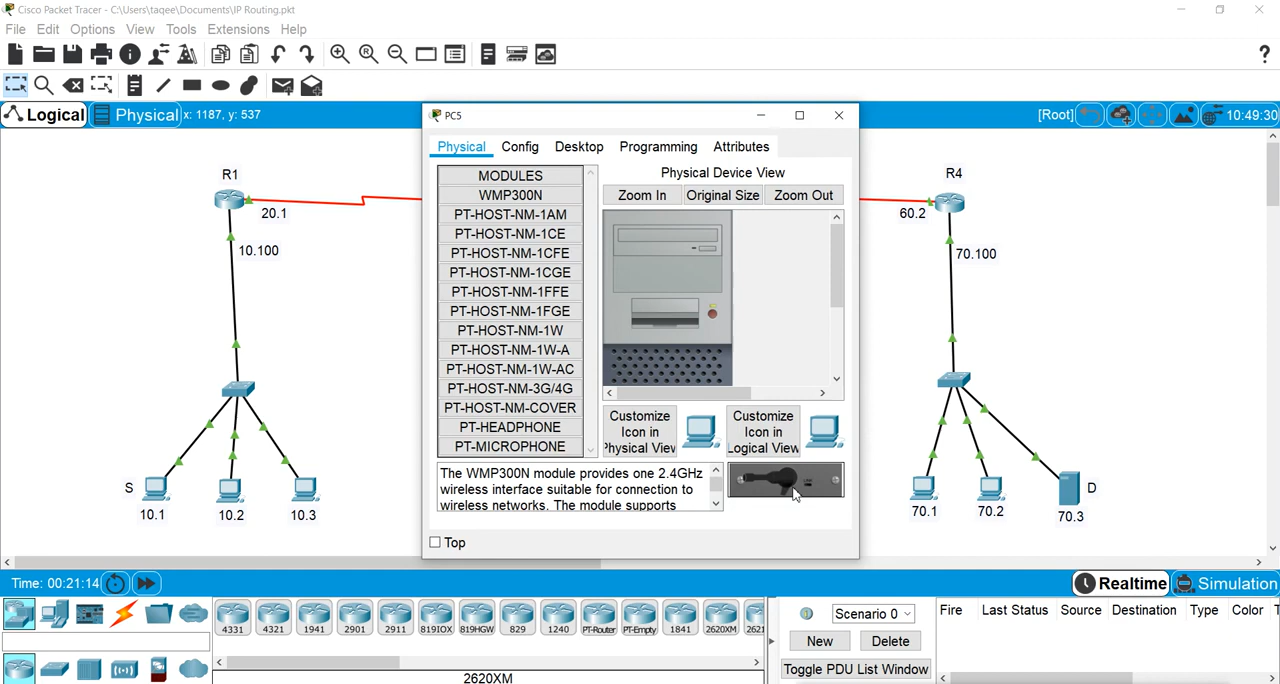 Cisco Packet Tracer - C:\Users\taqee\Documents\IP Routing.pkt
File Edit Options View Tools Extensions Help
?
Logical Physical x: 1187, y: 537 [Root] 10:49:30
PC5
Physical Config Desktop Programming Attributes
MODULES
WMP300N
PT-HOST-NM-1AM
PT-HOST-NM-1CE
PT-HOST-NM-1CFE
PT-HOST-NM-1CGE
PT-HOST-NM-1FFE
PT-HOST-NM-1FGE
PT-HOST-NM-1W
PT-HOST-NM-1W-A
PT-HOST-NM-1W-AC
PT-HOST-NM-3G/4G
PT-HOST-NM-COVER
PT-HEADPHONE
PT-MICROPHONE
Physical Device View
Zoom In Original Size Zoom Out
Customize
Icon in
Physical View
Customize
Icon in
Logical View
The WMP300N module provides one 2.4GHz
wireless interface suitable for connection to
wireless networks. The module supports
Top
R1
20.1
10.100
S
10.1
10.2
10.3
R4
60.2
70.100
70.1
70.2
D
70.3
Time: 00:21:14 Realtime Simulation
4331 4321 1941 2901 2911 819IOX 819HGW 829 1240 PT-Router PT-Empty 1841 2620XM 2621
2620XM
Scenario 0
New Delete
Toggle PDU List Window
Fire Last Status Source Destination Type Color T